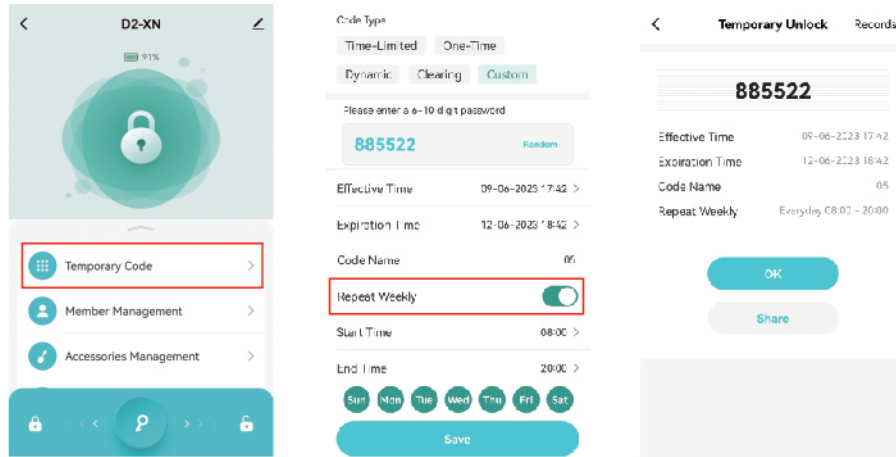 D2-XN
91%
Temporary Code
Member Management
Accessories Management
Code Type
Time-Limited One-Time
Dynamic Clearing Custom
Please enter a 6-10 digit password
885522 Random
Effective Time 09-06-2023 17:42
Expiration Time 12-06-2023 18:42
Code Name 05
Repeat Weekly
Start Time 08:00
End Time 20:00
Sun Mon Tue Wed Thu Fri Sat
Save
Temporary Unlock Records
885522
Effective Time 09-06-2023 17:42
Expiration Time 12-06-2023 18:42
Code Name 05
Repeat Weekly Everyday 08:00 - 20:00
OK
Share